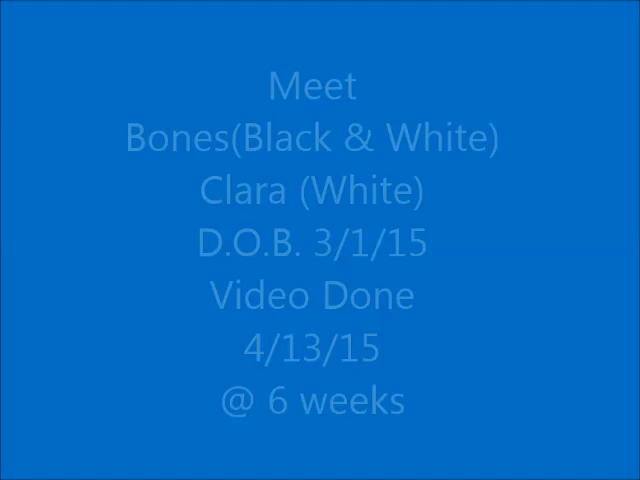 Meet
Bones(Black & White)
Clara (White)
D.O.B. 3/1/15
Video Done
4/13/15
@ 6 weeks